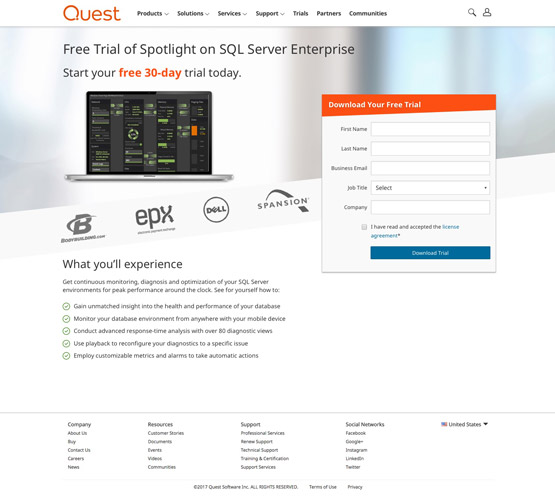 Quest
Products Solutions Services Support Trials Partners Communities
Free Trial of Spotlight on SQL Server Enterprise
Start your free 30-day trial today.
Download Your Free Trial
First Name
Last Name
Business Email
Job Title Select
Company
I have read and accepted the license
agreement*
Download Trial
BODYBUILDING.com
epx
electronic payment exchange
DELL
SPANSION
What you'll experience
Get continuous monitoring, diagnosis and optimization of your SQL Server
environments for peak performance around the clock. See for yourself how to:
Gain unmatched insight into the health and performance of your database
Monitor your database environment from anywhere with your mobile device
Conduct advanced response-time analysis with over 80 diagnostic views
Use playback to reconfigure your diagnostics to a specific issue
Employ customizable metrics and alarms to take automatic actions
Company
About Us
Buy
Contact Us
Careers
News
Resources
Customer Stories
Documents
Events
Videos
Communities
Support
Professional Services
Renew Support
Technical Support
Training & Certification
Support Services
Social Networks
Facebook
Google+
Instagram
LinkedIn
Twitter
United States
©2017 Quest Software Inc. ALL RIGHTS RESERVED. Terms of Use Privacy